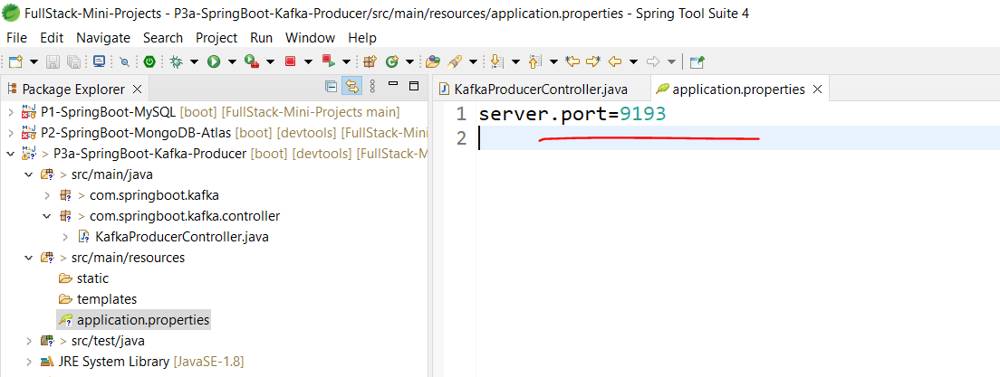 FullStack-Mini-Projects - P3a-SpringBoot-Kafka-Producer/src/main/resources/application.properties - Spring Tool Suite 4
File Edit Navigate Search Project Run Window Help
Package Explorer
P1-SpringBoot-MySQL [boot] [FullStack-Mini-Projects main]
P2-SpringBoot-MongoDB-Atlas [boot] [devtools] [FullStack-Mini
> P3a-SpringBoot-Kafka-Producer [boot] [devtools] [FullStack-M
> src/main/java
> com.springboot.kafka
> com.springboot.kafka.controller
KafkaProducerController.java
> src/main/resources
static
templates
application.properties
> src/test/java
JRE System Library [JavaSE-1.8]
KafkaProducerController.java
application.properties
1 server.port=9193
2